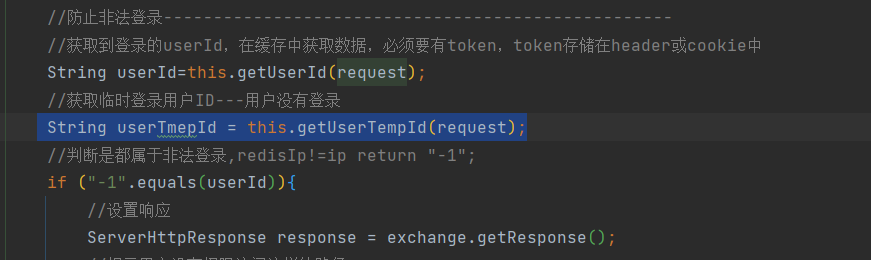 //防止非法登录---------------------------------------------------
//获取到登录的userId，在缓存中获取数据，必须要有token，token存储在header或cookie中
String userId=this.getUserId(request);
//获取临时登录用户ID---用户没有登录
String userTmepId = this.getUserTempId(request);
//判断是都属于非法登录,redisIp!=ip return "-1";
if ("-1".equals(userId)){
//设置响应
ServerHttpResponse response = exchange.getResponse();